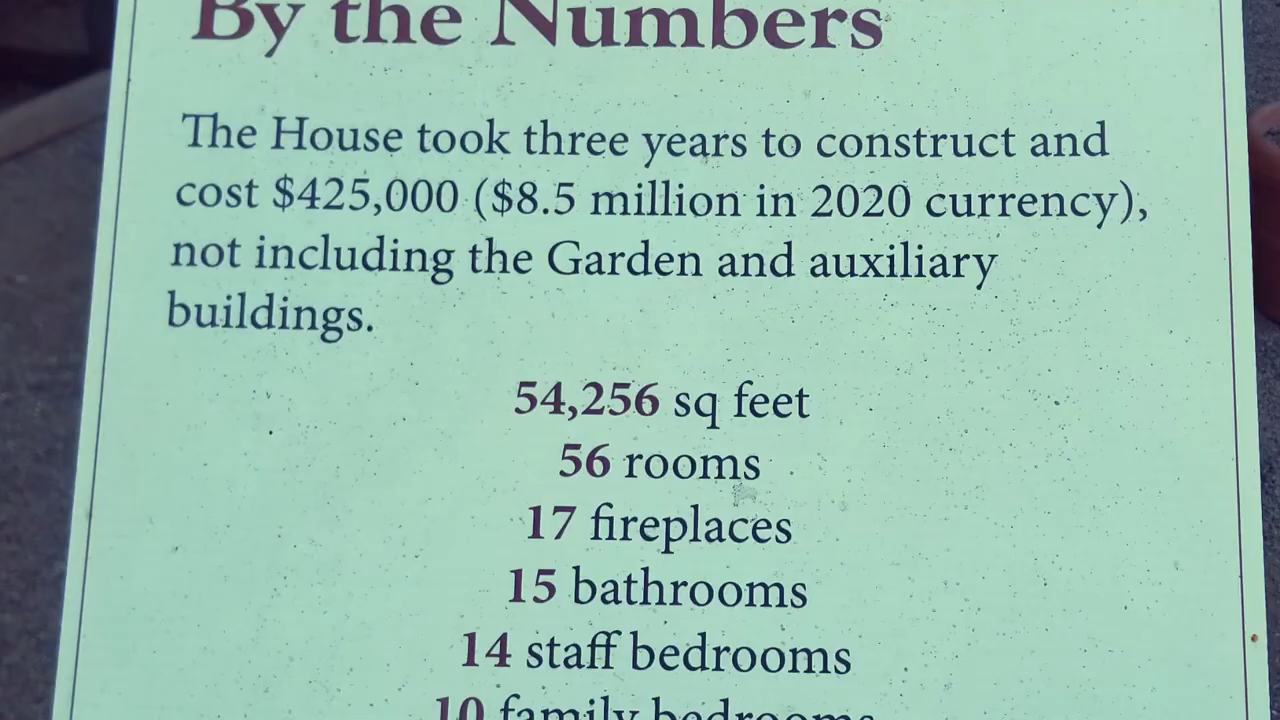 By the Numbers
The House took three years to construct and
cost $425,000 ($8.5 million in 2020 currency),
not including the Garden and auxiliary
buildings.
54,256 sq feet
56 rooms
17 fireplaces
15 bathrooms
14 staff bedrooms
10 family bedrooms